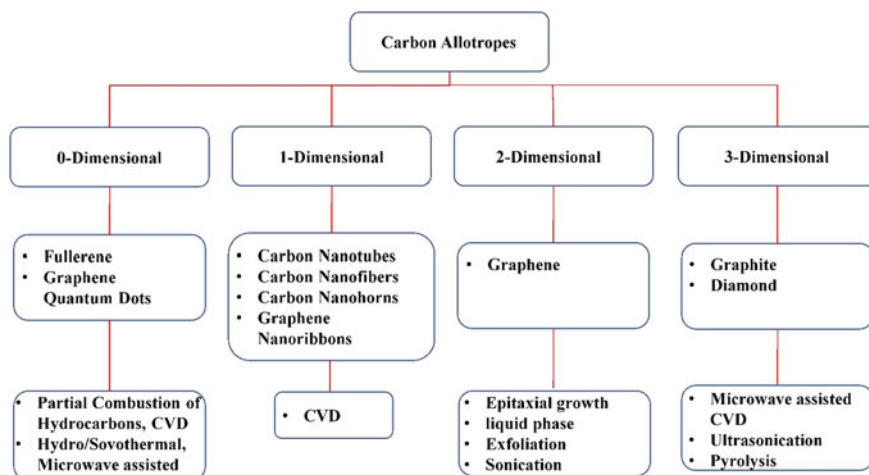 Carbon Allotropes
0-Dimensional
1-Dimensional
2-Dimensional
3-Dimensional
• Fullerene
• Graphene
Quantum Dots
• Carbon Nanotubes
• Carbon Nanofibers
• Carbon Nanohorns
• Graphene
Nanoribbons
• Graphene
• Graphite
• Diamond
• Partial Combustion of
Hydrocarbons, CVD
• Hydro/Sovothermal,
Microwave assisted
• CVD
• Epitaxial growth
• liquid phase
• Exfoliation
• Sonication
• Microwave assisted
CVD
• Ultrasonication
• Pyrolysis